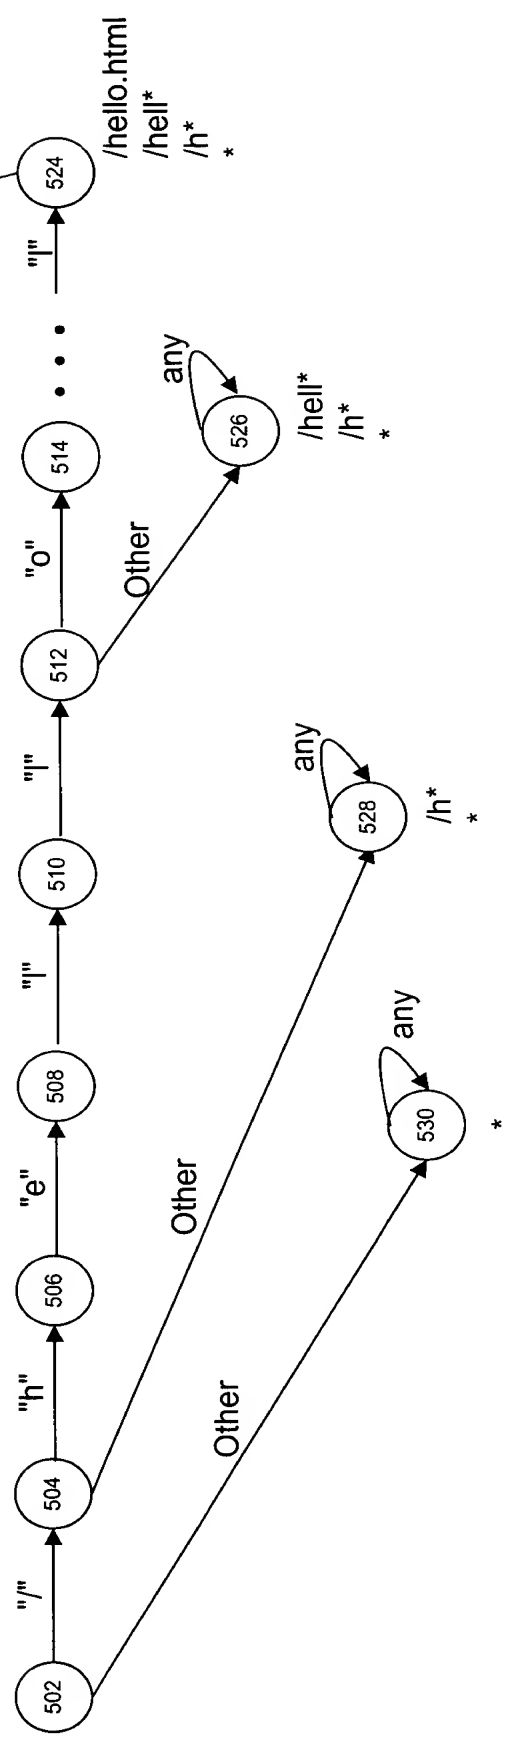 502
"/"
504
"h"
506
"e"
508
"l"
510
"l"
512
"o"
514
• • •
"l"
524
/hello.html
/hell*
/h*
*
Other
526
any
/hell*
/h*
*
Other
528
any
/h*
*
Other
530
any
*